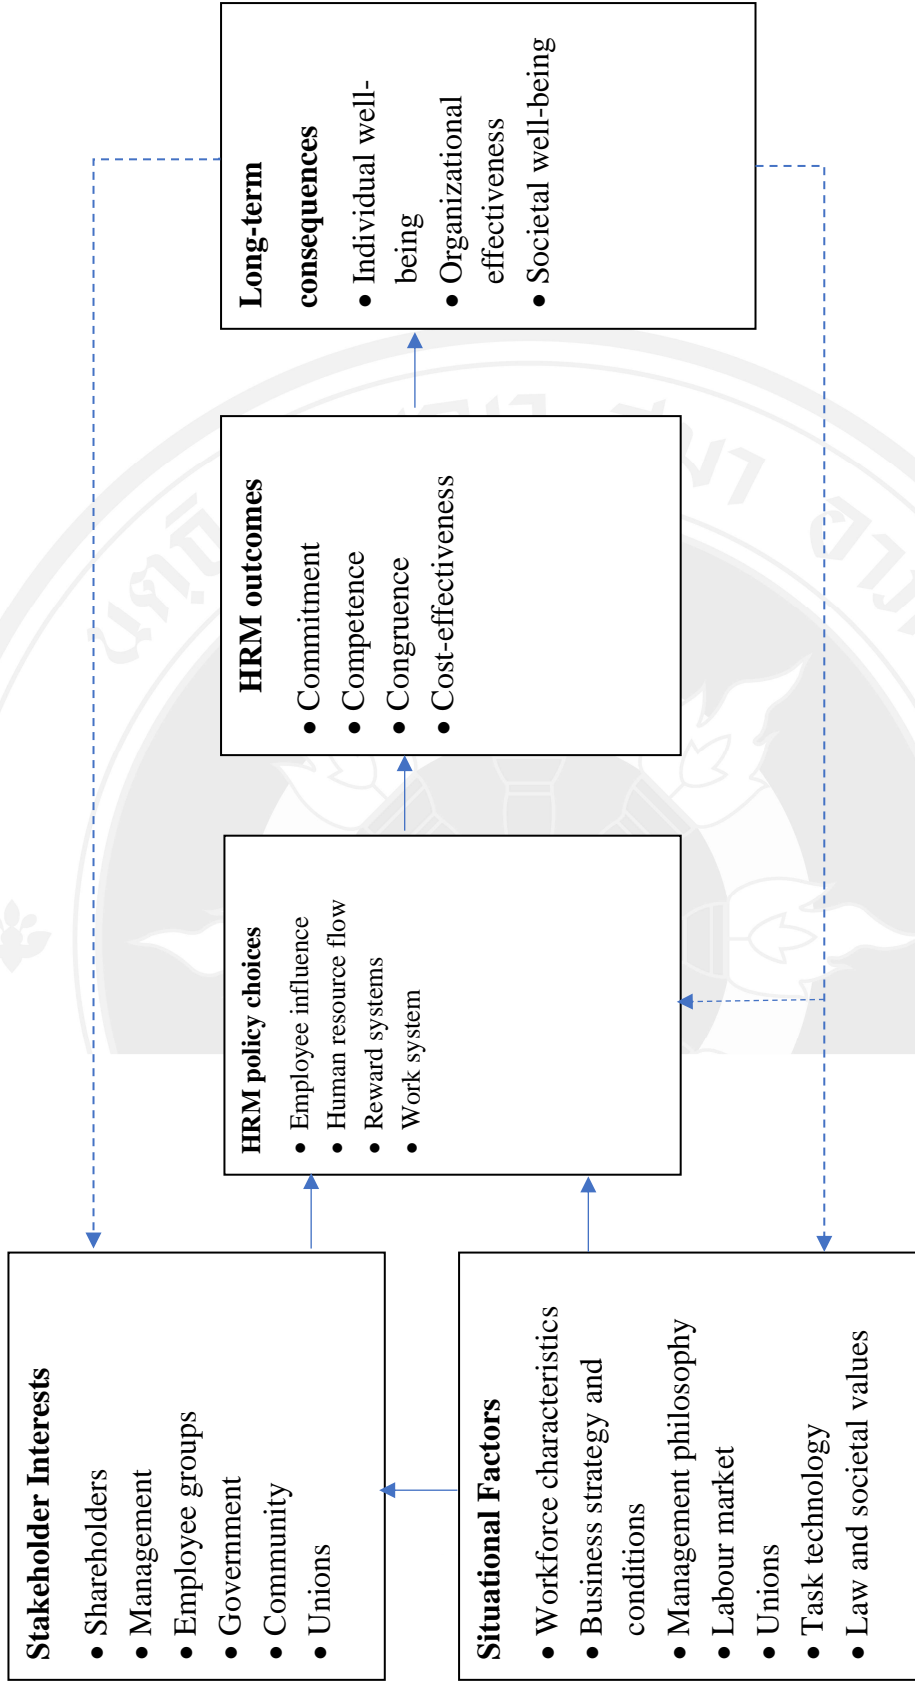 Stakeholder Interests
● Shareholders
● Management
● Employee groups
● Government
● Community
● Unions
Situational Factors
● Workforce characteristics
● Business strategy and
conditions
● Management philosophy
● Labour market
● Unions
● Task technology
● Law and societal values
HRM policy choices
● Employee influence
● Human resource flow
● Reward systems
● Work system
HRM outcomes
● Commitment
● Competence
● Congruence
● Cost-effectiveness
Long-term
consequences
● Individual well-
being
● Organizational
effectiveness
● Societal well-being